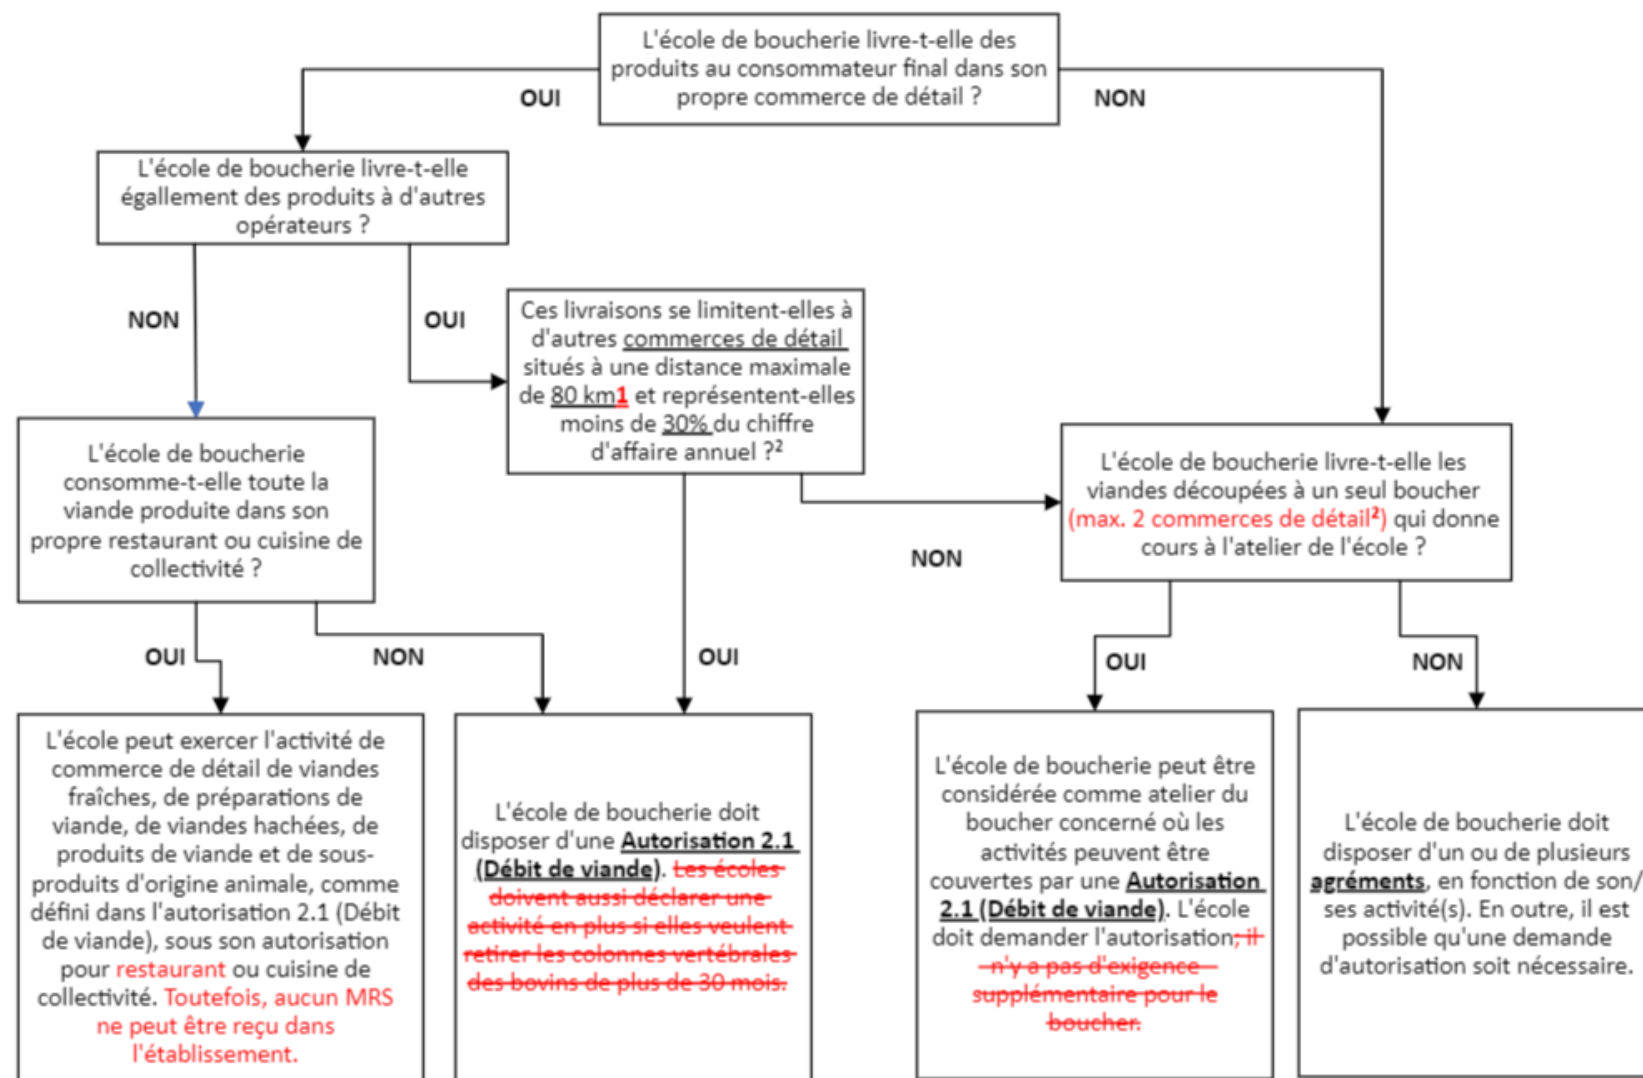 L'école de boucherie livre-t-elle des
produits au consommateur final dans son
propre commerce de détail ?
OUI
NON
L'école de boucherie livre-t-elle
égallement des produits à d'autres
opérateurs ?
NON
OUI
Ces livraisons se limitent-elles à
d'autres commerces de détail
situés à une distance maximale
de 80 km1 et représentent-elles
moins de 30% du chiffre
d'affaire annuel ?²
L'école de boucherie
consomme-t-elle toute la
viande produite dans son
propre restaurant ou cuisine de
collectivité ?
L'école de boucherie livre-t-elle les
viandes découpées à un seul boucher
(max. 2 commerces de détail²) qui donne
cours à l'atelier de l'école ?
NON
OUI
NON
OUI
OUI
NON
L'école peut exercer l'activité de
commerce de détail de viandes
fraîches, de préparations de
viande, de viandes hachées, de
produits de viande et de sous-
produits d'origine animale, comme
défini dans l'autorisation 2.1 (Débit
de viande), sous son autorisation
pour restaurant ou cuisine de
collectivité. Toutefois, aucun MRS
ne peut être reçu dans
l'établissement.
L'école de boucherie doit
disposer d'une Autorisation 2.1
(Débit de viande). Les écoles
doivent aussi déclarer une
activité en plus si elles veulent
retirer les colonnes vertébrales
des bovins de plus de 30 mois.
L'école de boucherie peut être
considérée comme atelier du
boucher concerné où les
activités peuvent être
couvertes par une Autorisation
2.1 (Débit de viande). L'école
doit demander l'autorisation; il
n'y a pas d'exigence
supplémentaire pour le
boucher.
L'école de boucherie doit
disposer d'un ou de plusieurs
agréments, en fonction de son/
ses activité(s). En outre, il est
possible qu'une demande
d'autorisation soit nécessaire.